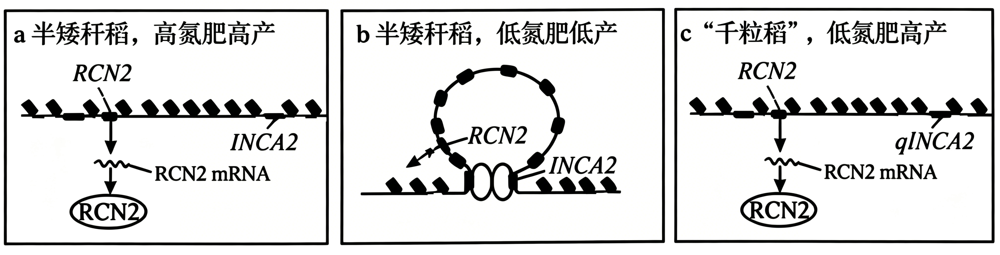 a 半矮秆稻，高氮肥高产
RCN2
INCA2
RCN2 mRNA
RCN2
b 半矮秆稻，低氮肥低产
RCN2
INCA2
c “千粒稻”，低氮肥高产
RCN2
qlNCA2
RCN2 mRNA
RCN2